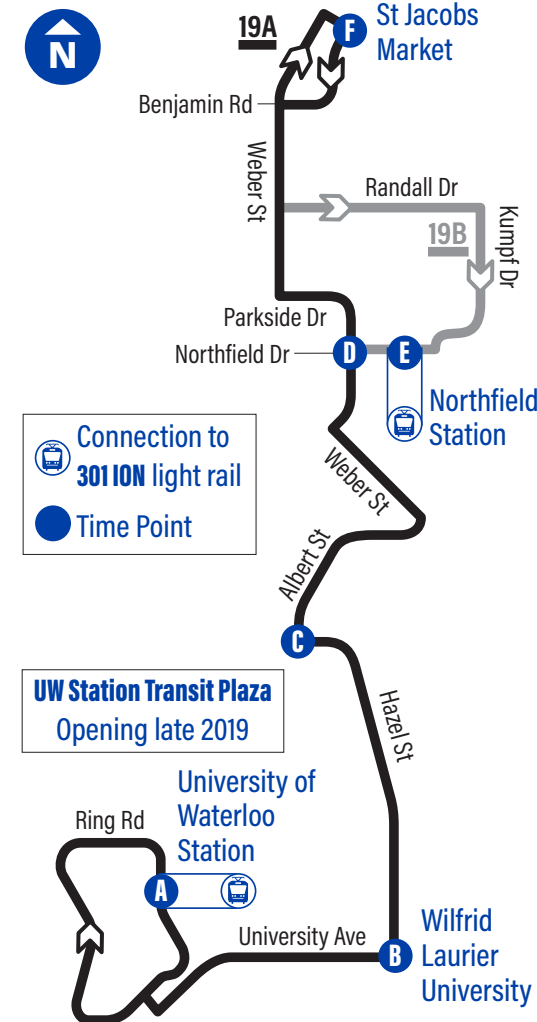 N
19A
F
St Jacobs
Market
Benjamin Rd
Weber St
Randall Dr
19B
Kumpf Dr
Parkside Dr
Northfield Dr
D
E
Northfield
Station
Connection to
301 ION light rail
Time Point
Weber St
Albert St
C
UW Station Transit Plaza
Opening late 2019
Hazel St
University of
Waterloo
Station
Ring Rd
A
University Ave
B
Wilfrid
Laurier
University